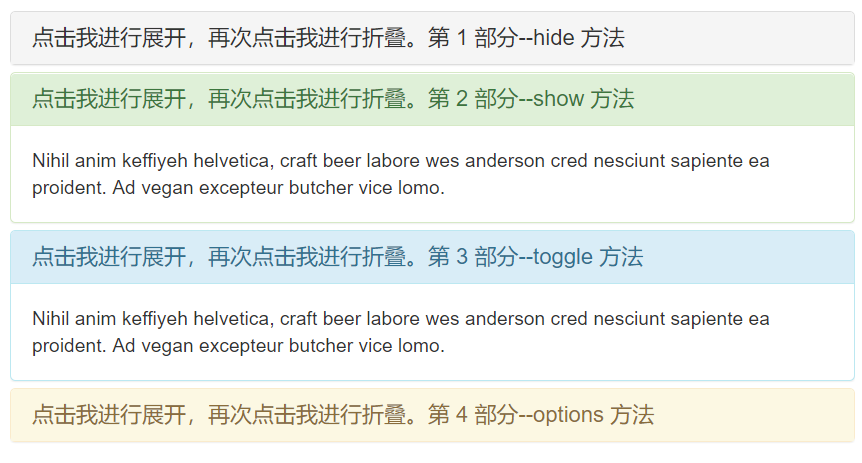 点击我进行展开，再次点击我进行折叠。第 1 部分--hide 方法
点击我进行展开，再次点击我进行折叠。第 2 部分--show 方法
Nihil anim keffiyeh helvetica, craft beer labore wes anderson cred nesciunt sapiente ea
proident. Ad vegan excepteur butcher vice lomo.
点击我进行展开，再次点击我进行折叠。第 3 部分--toggle 方法
Nihil anim keffiyeh helvetica, craft beer labore wes anderson cred nesciunt sapiente ea
proident. Ad vegan excepteur butcher vice lomo.
点击我进行展开，再次点击我进行折叠。第 4 部分--options 方法